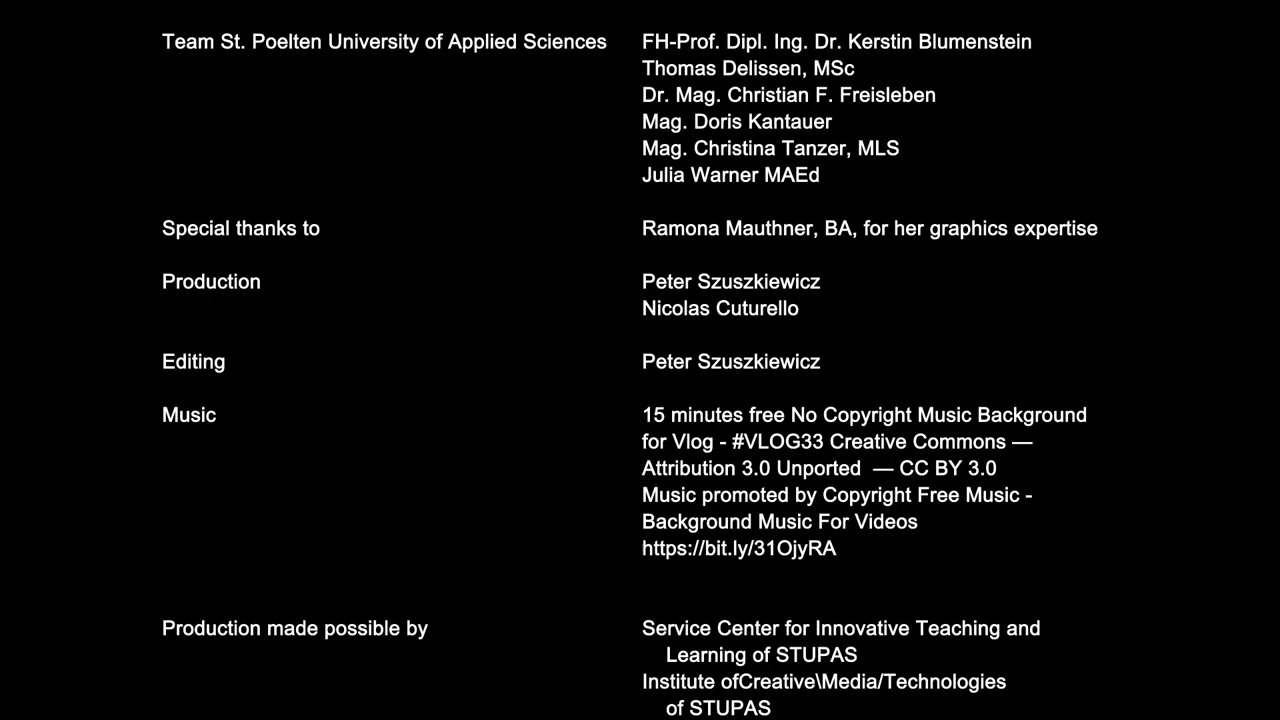 Team St. Poelten University of Applied Sciences FH-Prof. Dipl. Ing. Dr. Kerstin Blumenstein
Thomas Delissen, MSc
Dr. Mag. Christian F. Freisleben
Mag. Doris Kantauer
Mag. Christina Tanzer, MLS
Julia Warner MAEd
Special thanks to Ramona Mauthner, BA, for her graphics expertise
Production Peter Szuszkiewicz
Nicolas Cuturello
Editing Peter Szuszkiewicz
Music 15 minutes free No Copyright Music Background
for Vlog - #VLOG33 Creative Commons —
Attribution 3.0 Unported — CC BY 3.0
Music promoted by Copyright Free Music -
Background Music For Videos
https://bit.ly/31OjyRA
Production made possible by Service Center for Innovative Teaching and
Learning of STUPAS
Institute ofCreative\Media/Technologies
of STUPAS